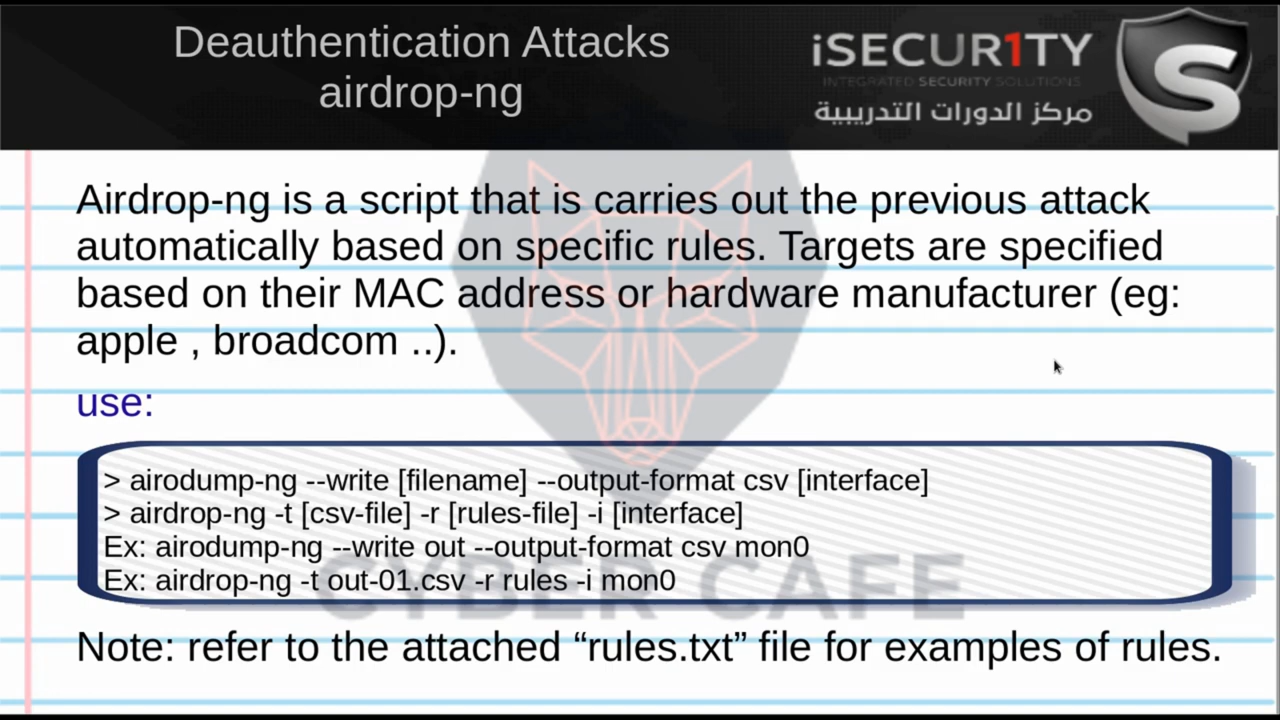 Deauthentication Attacks
airdrop-ng
iSECUR1TY
INTEGRATED SECURITY SOLUTIONS
مركز الدورات التدريبية
Airdrop-ng is a script that is carries out the previous attack
automatically based on specific rules. Targets are specified
based on their MAC address or hardware manufacturer (eg:
apple , broadcom ..).
use:
> airodump-ng --write [filename] --output-format csv [interface]
> airdrop-ng -t [csv-file] -r [rules-file] -i [interface]
Ex: airodump-ng --write out --output-format csv mon0
Ex: airdrop-ng -t out-01.csv -r rules -i mon0
CYBER CAFE
Note: refer to the attached “rules.txt” file for examples of rules.